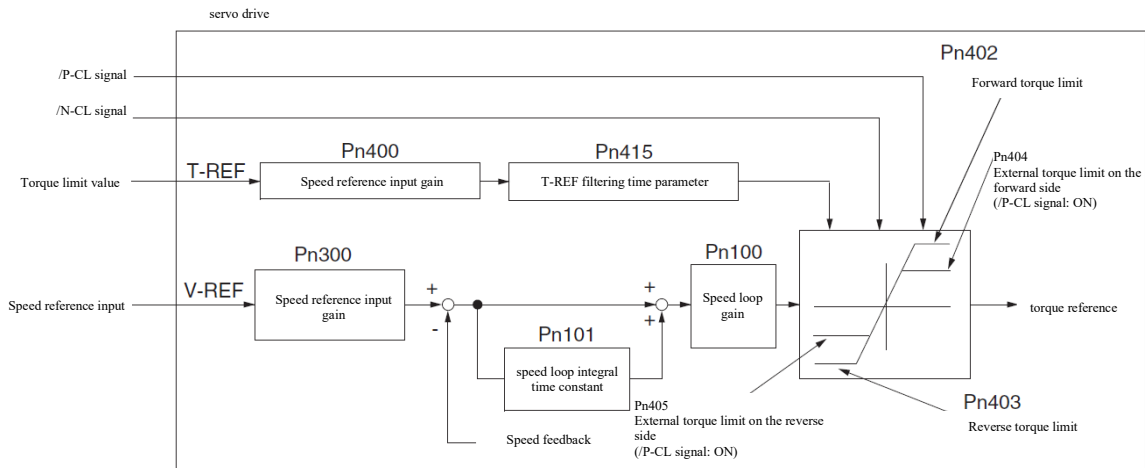 servo drive
Pn402
/P-CL signal
Forward torque limit
/N-CL signal
Pn400
Pn415
Pn404
External torque limit on the
forward side
(/P-CL signal: ON)
Torque limit value
T-REF
Speed reference input gain
T-REF filtering time parameter
Pn300
Pn100
Speed reference input
V-REF
Speed reference input
gain
+
-
+
+
Speed loop
gain
torque reference
Pn101
speed loop integral
time constant
Pn405
External torque limit on the reverse
side
(/P-CL signal: ON)
Pn403
Reverse torque limit
Speed feedback